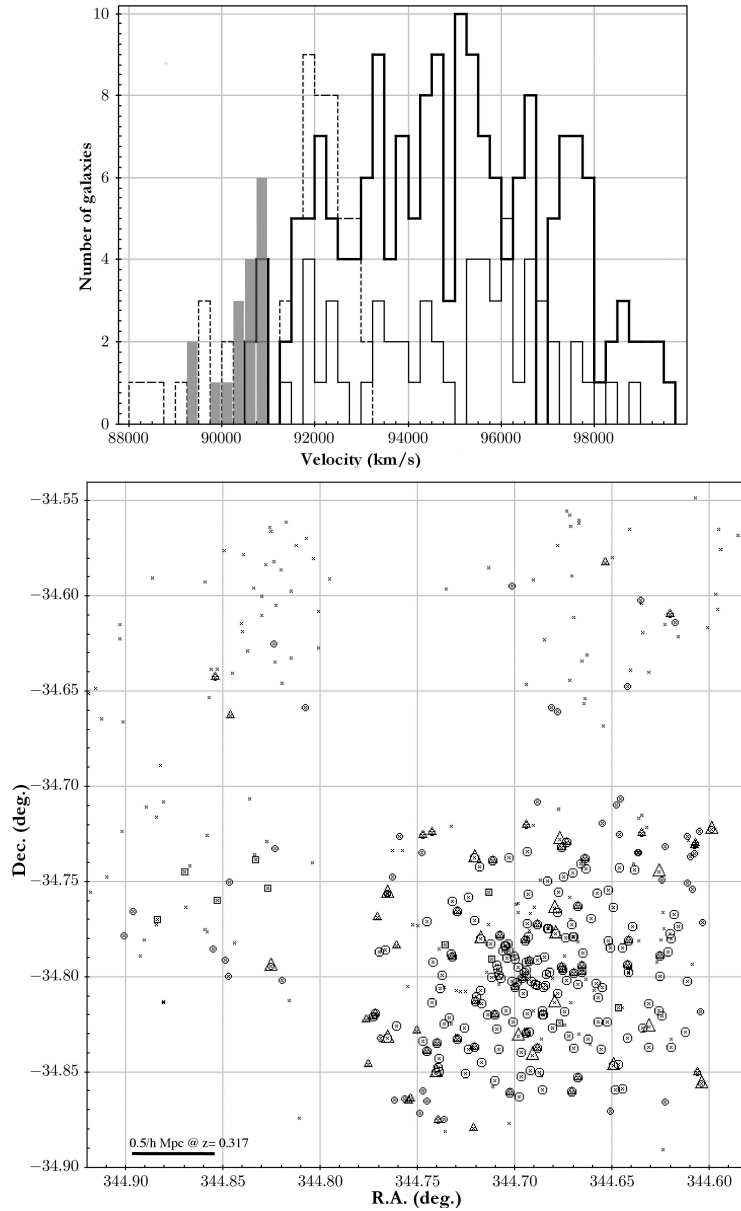 10
8
6
4
2
0
Number of galaxies
88000 90000 92000 94000 96000 98000
Velocity (km/s)
−34.55
−34.60
−34.65
−34.70
−34.75
−34.80
−34.85
−34.90
Dec. (deg.)
0.5/h Mpc @ z= 0.317
344.90 344.85 344.80 344.75 344.70 344.65 344.60
R.A. (deg.)